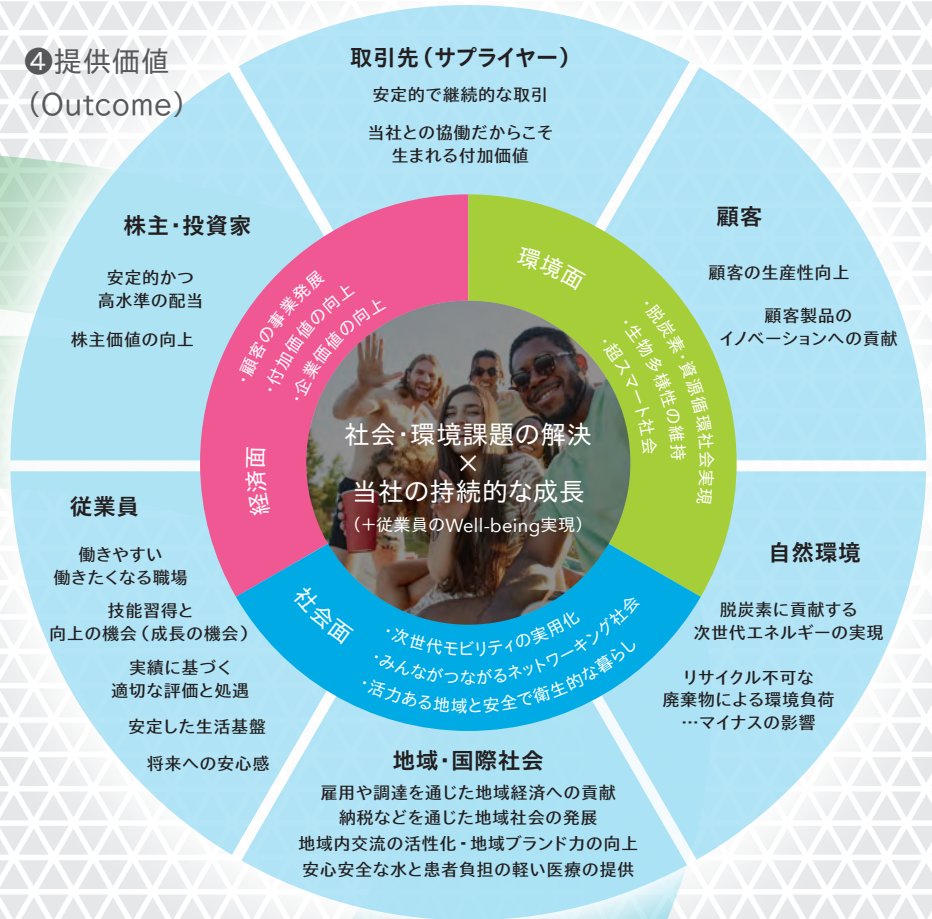 ❹提供価値
(Outcome)
取引先(サプライヤー)
安定的で継続的な取引
当社との協働だからこそ
生まれる付加価値
顧客
顧客の生産性向上
顧客製品の
イノベーションへの貢献
自然環境
脱炭素に貢献する
次世代エネルギーの実現
リサイクル不可な
廃棄物による環境負荷
…マイナスの影響
地域・国際社会
雇用や調達を通じた地域経済への貢献
納税などを通じた地域社会の発展
地域内交流の活性化・地域ブランド力の向上
安心安全な水と患者負担の軽い医療の提供
従業員
働きやすい
働きたくなる職場
技能習得と
向上の機会(成長の機会)
実績に基づく
適切な評価と処遇
安定した生活基盤
将来への安心感
株主・投資家
安定的かつ
高水準の配当
株主価値の向上
経済面
・顧客の事業発展
・付加価値の向上
・企業価値の向上
環境面
・脱炭素・資源循環社会実現
・生物多様性の維持
・超スマート社会
社会面
・次世代モビリティの実用化
・みんながつながるネットワーキング社会
・活力ある地域と安全で衛生的な暮らし
社会・環境課題の解決
×
当社の持続的な成長
(+従業員のWell-being実現)